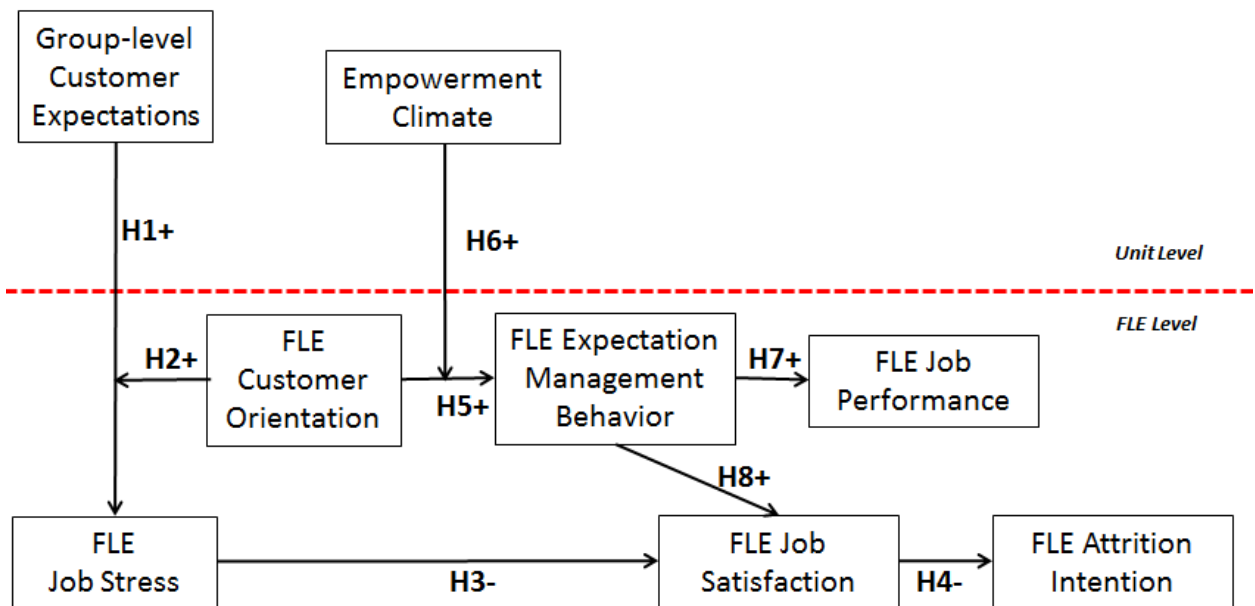 Group-level
Customer
Expectations
Empowerment
Climate
H1+
H6+
Unit Level
FLE Level
H2+
FLE
Customer
Orientation
H5+
FLE Expectation
Management
Behavior
H7+
FLE Job
Performance
H8+
FLE
Job Stress
H3-
FLE Job
Satisfaction
H4-
FLE Attrition
Intention